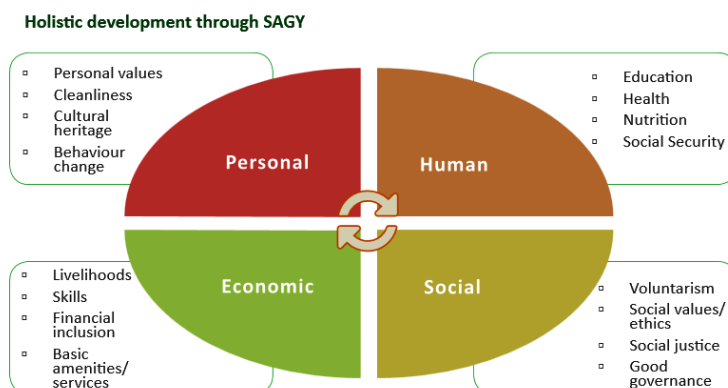 Holistic development through SAGY
▫ Personal values
▫ Cleanliness
▫ Cultural
heritage
▫ Behaviour
change
Personal
▫ Education
▫ Health
▫ Nutrition
▫ Social Security
Human
▫ Livelihoods
▫ Skills
▫ Financial
inclusion
▫ Basic
amenities/
services
Economic
▫ Voluntarism
▫ Social values/
ethics
▫ Social justice
▫ Good
governance
Social